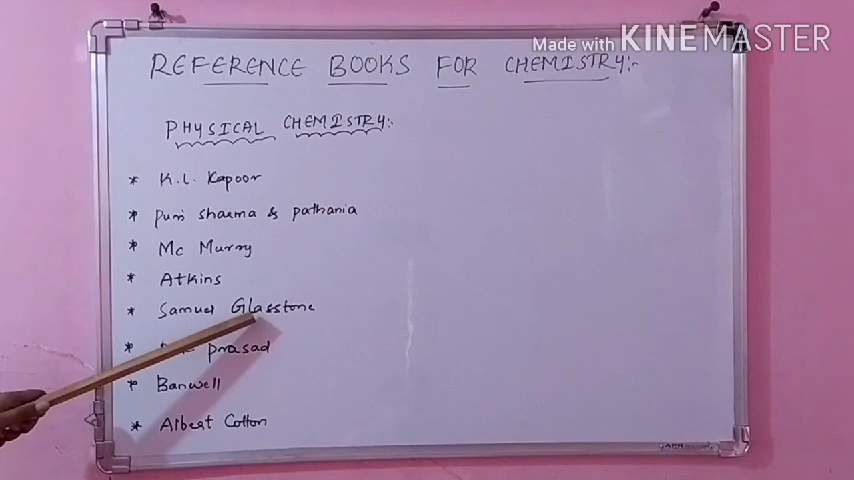 Made with KINEMASTER
REFERENCE BOOKS FOR CHEMISTRY:-
PHYSICAL CHEMISTRY:-
* K.L. Kapoor
* Puri sharma & pathania
* Mc Murry
* Atkins
* Samuel Glasstone
* prasad
* Banwell
* Albert Cotton